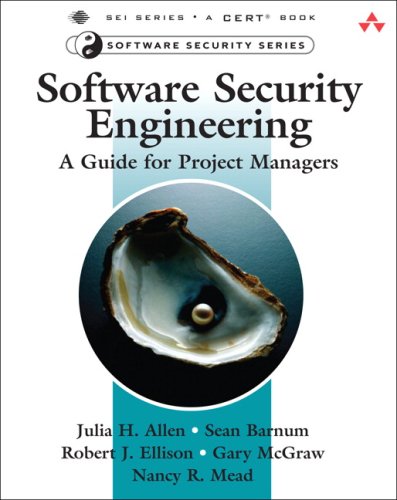 SEI SERIES • A CERT® BOOK
SOFTWARE SECURITY SERIES
Software Security
Engineering
A Guide for Project Managers
Julia H. Allen • Sean Barnum
Robert J. Ellison • Gary McGraw
Nancy R. Mead